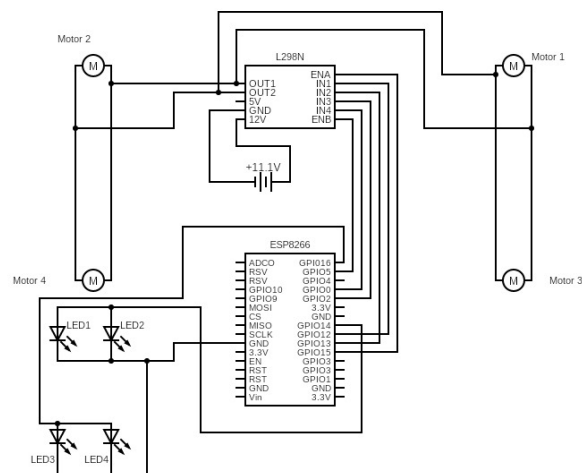 Motor 2
M
L298N
M
Motor 1
OUT1
OUT2
5V
GND
12V
ENA
IN1
IN2
IN3
IN4
ENB
+11.1V
ESP8266
Motor 4
M
M
Motor 3
ADCO
RSV
RSV
GPIO10
GPIO9
MOSI
CS
MISO
SCLK
GND
3.3V
EN
RST
RST
GND
Vin
GPIO16
GPIO5
GPIO4
GPIO0
GPIO2
3.3V
GND
GPIO14
GPIO12
GPIO13
GPIO15
GPIO3
GPIO3
GPIO1
GND
3.3V
LED1
LED2
LED3
LED4